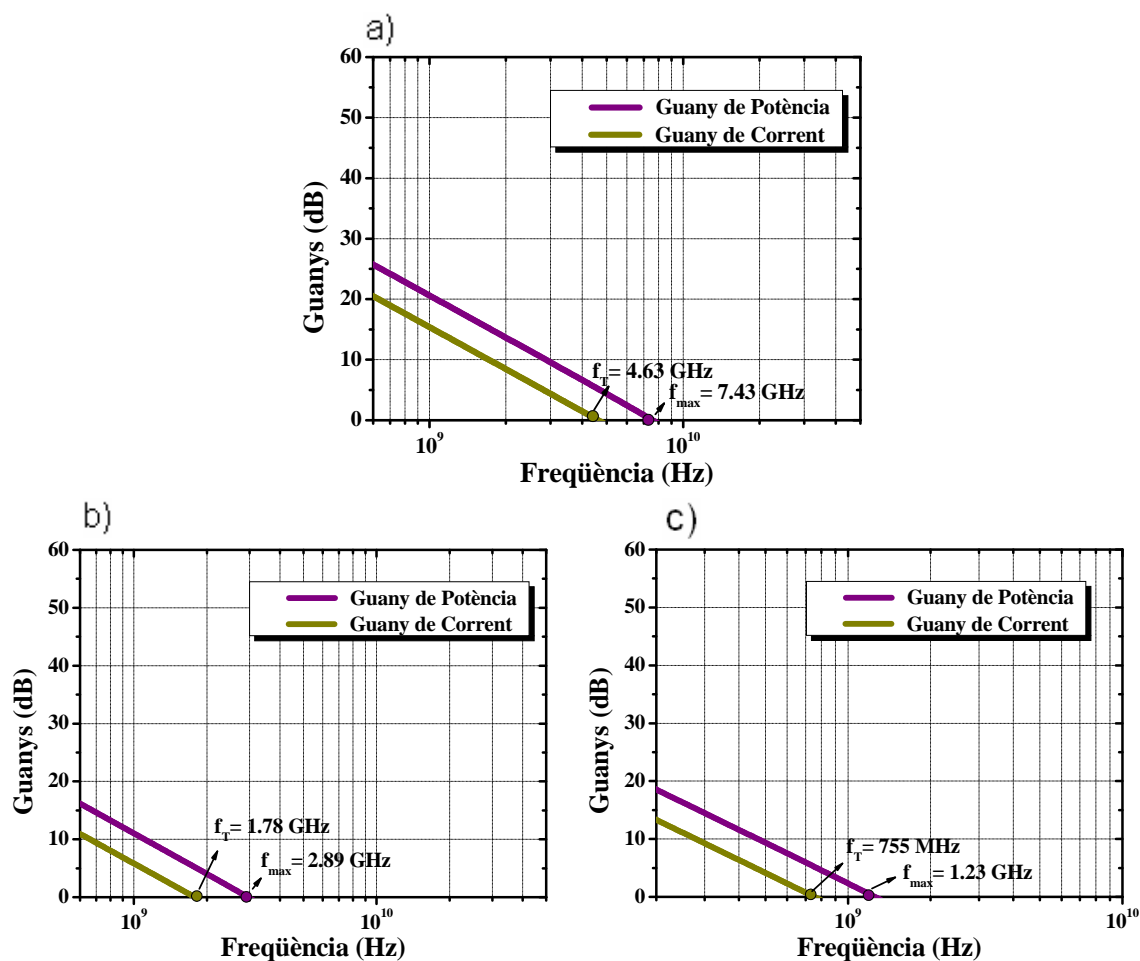 a)
60
50
40
30
20
10
0
Guanys (dB)
Guany de Potència
Guany de Corrent
f_T= 4.63 GHz
f_max= 7.43 GHz
10^9
10^10
Freqüència (Hz)
b)
60
50
40
30
20
10
0
Guanys (dB)
Guany de Potència
Guany de Corrent
f_T= 1.78 GHz
f_max= 2.89 GHz
10^9
10^10
Freqüència (Hz)
c)
60
50
40
30
20
10
0
Guanys (dB)
Guany de Potència
Guany de Corrent
f_T= 755 MHz
f_max= 1.23 GHz
10^9
10^10
Freqüència (Hz)